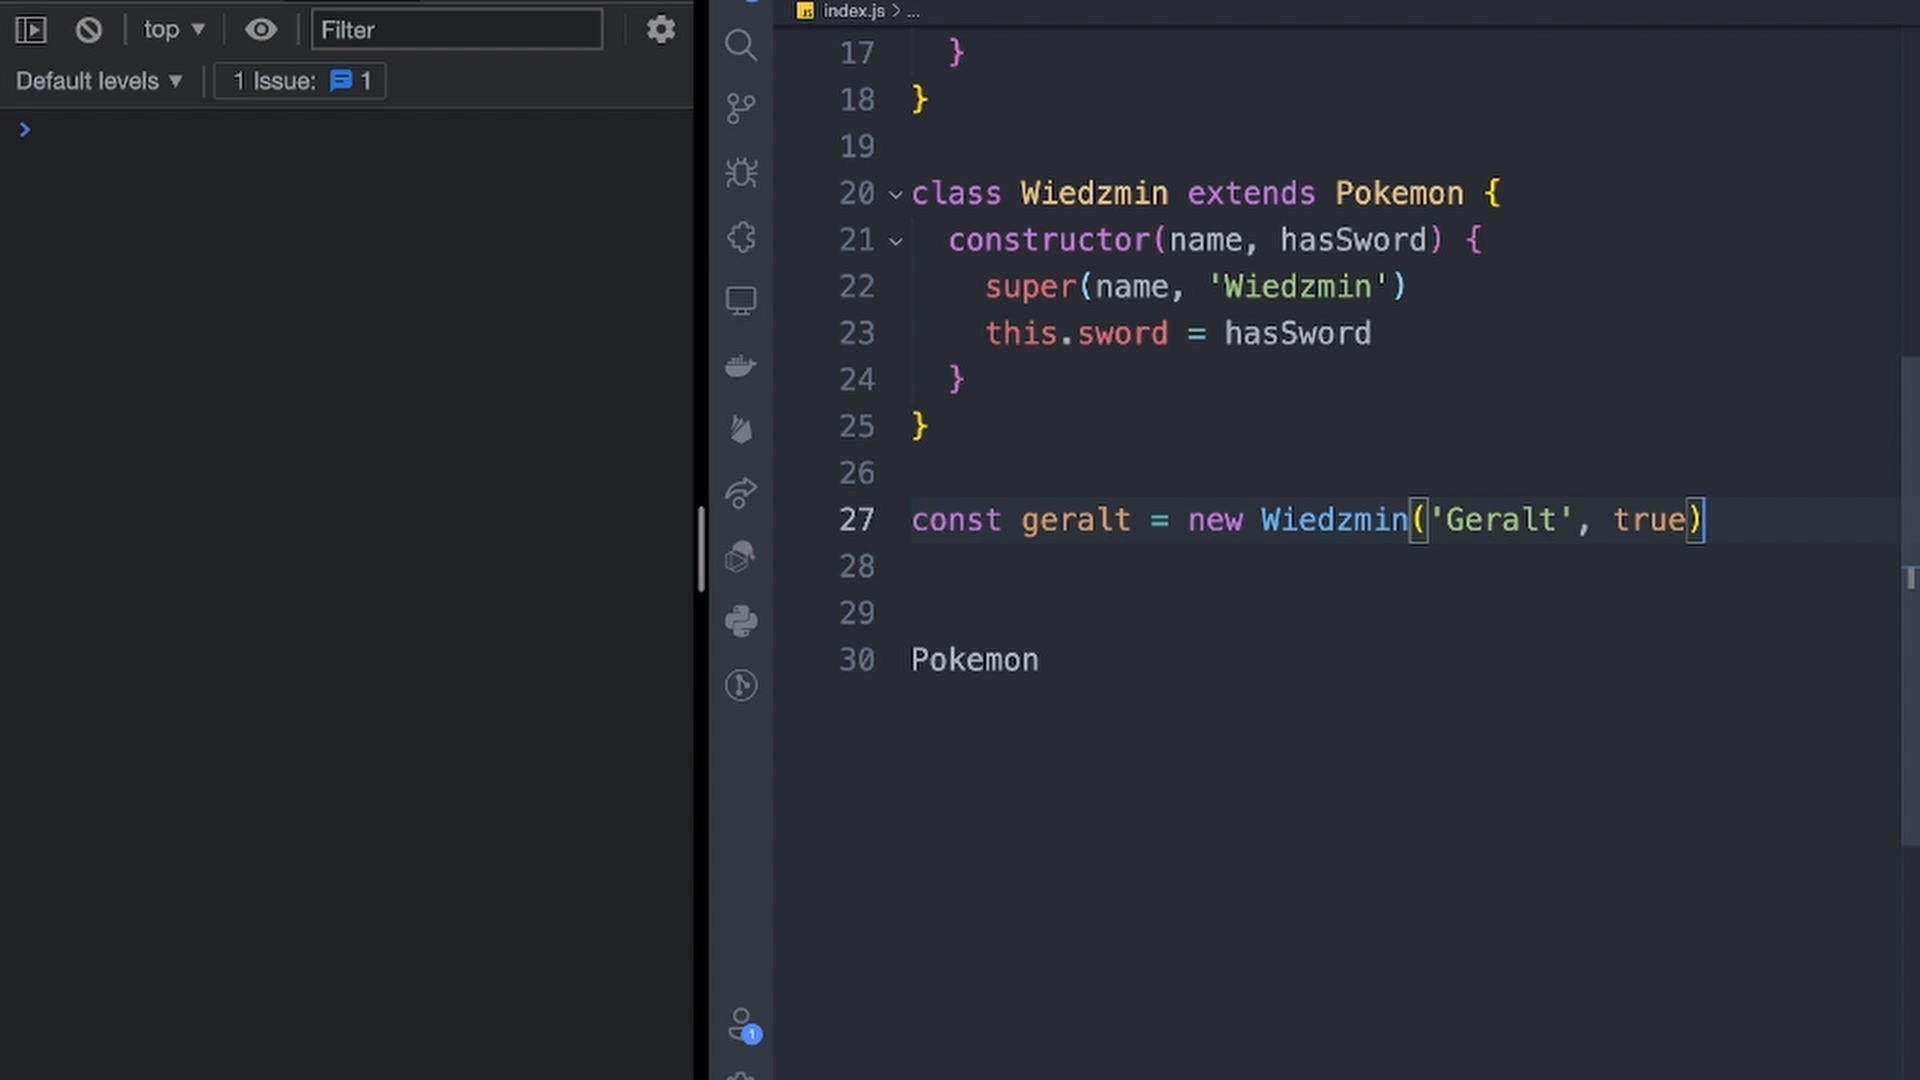 top
Filter
Default levels
1 Issue: 1
index.js > ...
17 }
18 }
19
20 class Wiedzmin extends Pokemon {
21 constructor(name, hasSword) {
22 super(name, 'Wiedzmin')
23 this.sword = hasSword
24 }
25 }
26
27 const geralt = new Wiedzmin('Geralt', true)
28
29
30 Pokemon
1